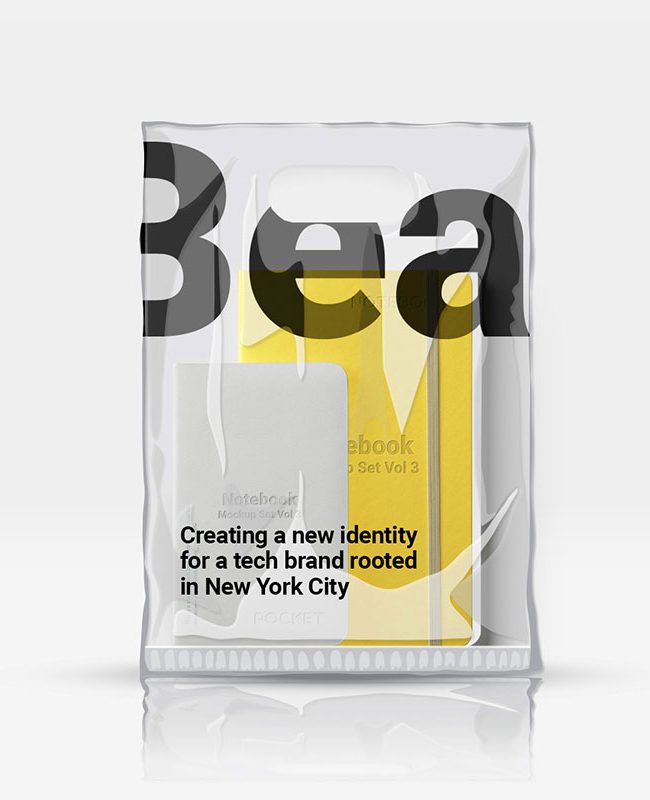 Bea
NOTEBO
ebook
p Set Vol 3
Notebook
Mockup Set Vol 3
Creating a new identity
for a tech brand rooted
in New York City
POCKET